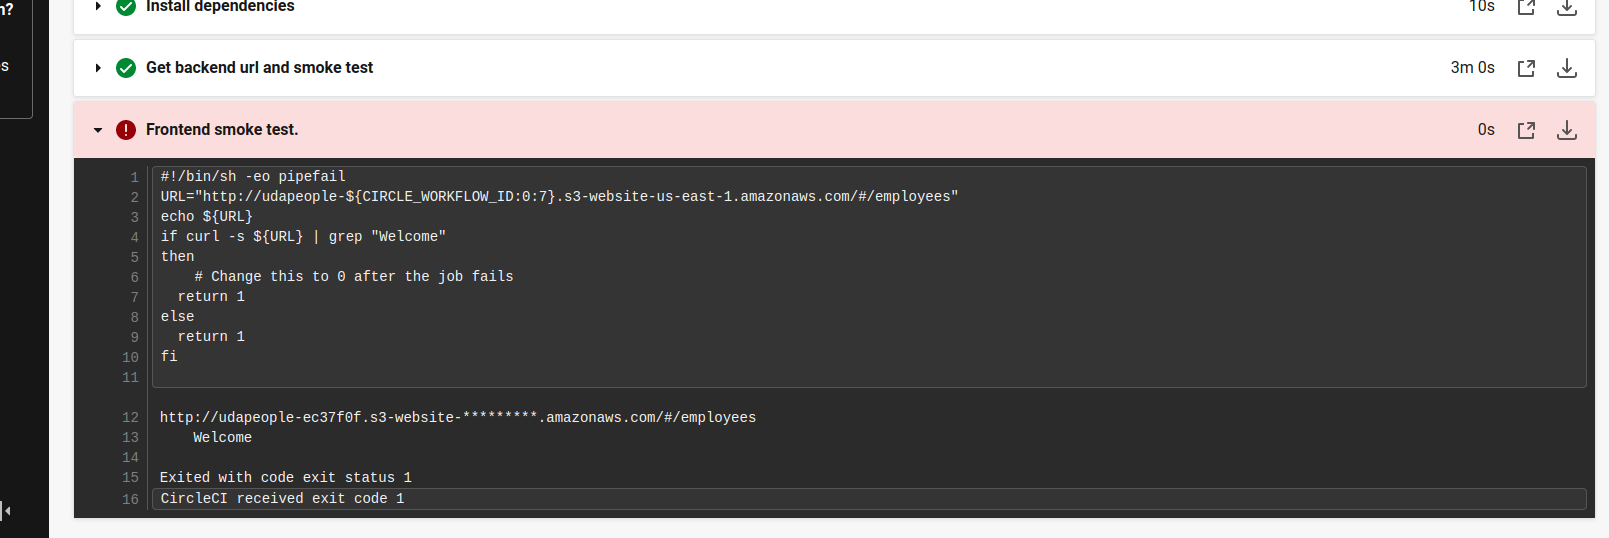 n?
s
Install dependencies
10s
Get backend url and smoke test
3m 0s
Frontend smoke test.
0s
1 #!/bin/sh -eo pipefail
2 URL="http://udapeople-${CIRCLE_WORKFLOW_ID:0:7}.s3-website-us-east-1.amazonaws.com/#/employees"
3 echo ${URL}
4 if curl -s ${URL} | grep "Welcome"
5 then
6     # Change this to 0 after the job fails
7   return 1
8 else
9   return 1
10 fi
11
12 http://udapeople-ec37f0f.s3-website-*********.amazonaws.com/#/employees
13     Welcome
14
15 Exited with code exit status 1
16 CircleCI received exit code 1